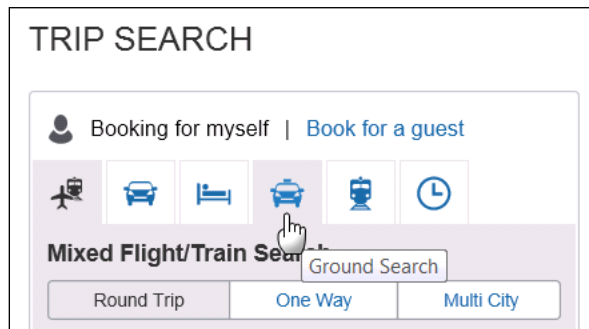 TRIP SEARCH
Booking for myself | Book for a guest
Mixed Flight/Train Search
Ground Search
Round Trip
One Way
Multi City